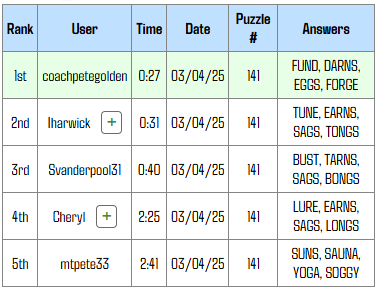 Rank User Time Date Puzzle # Answers
1st coachpetegolden 0:27 03/04/25 141 FUND, DARNS, EGGS, FORGE
2nd lharwick + 0:31 03/04/25 141 TUNE, EARNS, SAGS, TONGS
3rd Svanderpool31 0:40 03/04/25 141 BUST, TARNS, SAGS, BONGS
4th Cheryl + 2:25 03/04/25 141 LURE, EARNS, SAGS, LONGS
5th mtpete33 2:41 03/04/25 141 SUNS, SAUNA, YOGA, SOGGY